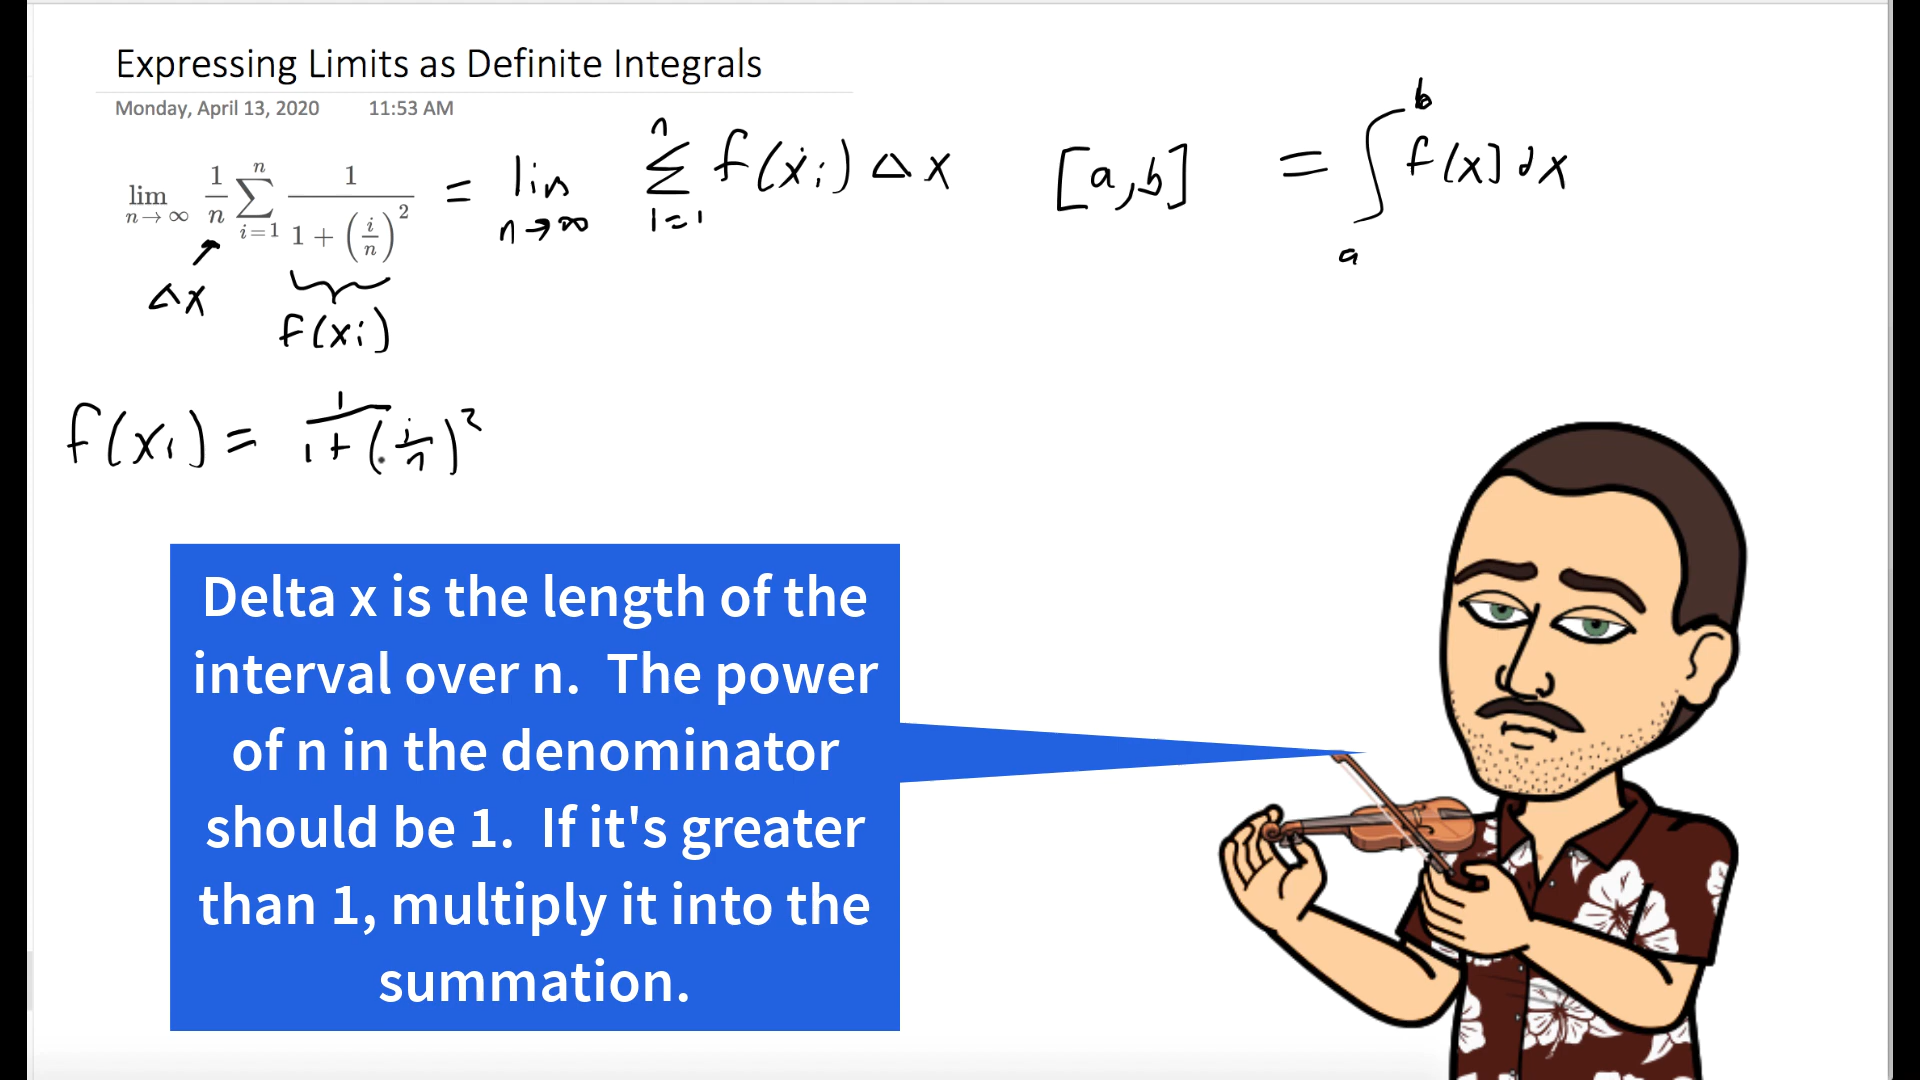 Expressing Limits as Definite Integrals
Monday, April 13, 2020 11:53 AM
lim n→∞ 1/n ∑ i=1 n 1/(1 + (i/n)^2) = lim n→∞ ∑ i=1 n f(xi) Δx [a,b] = ∫ a b f(x) dx
Δx
f(xi)
f(xi) = 1/(1+(i/n)^2)
Delta x is the length of the
interval over n. The power
of n in the denominator
should be 1. If it's greater
than 1, multiply it into the
summation.